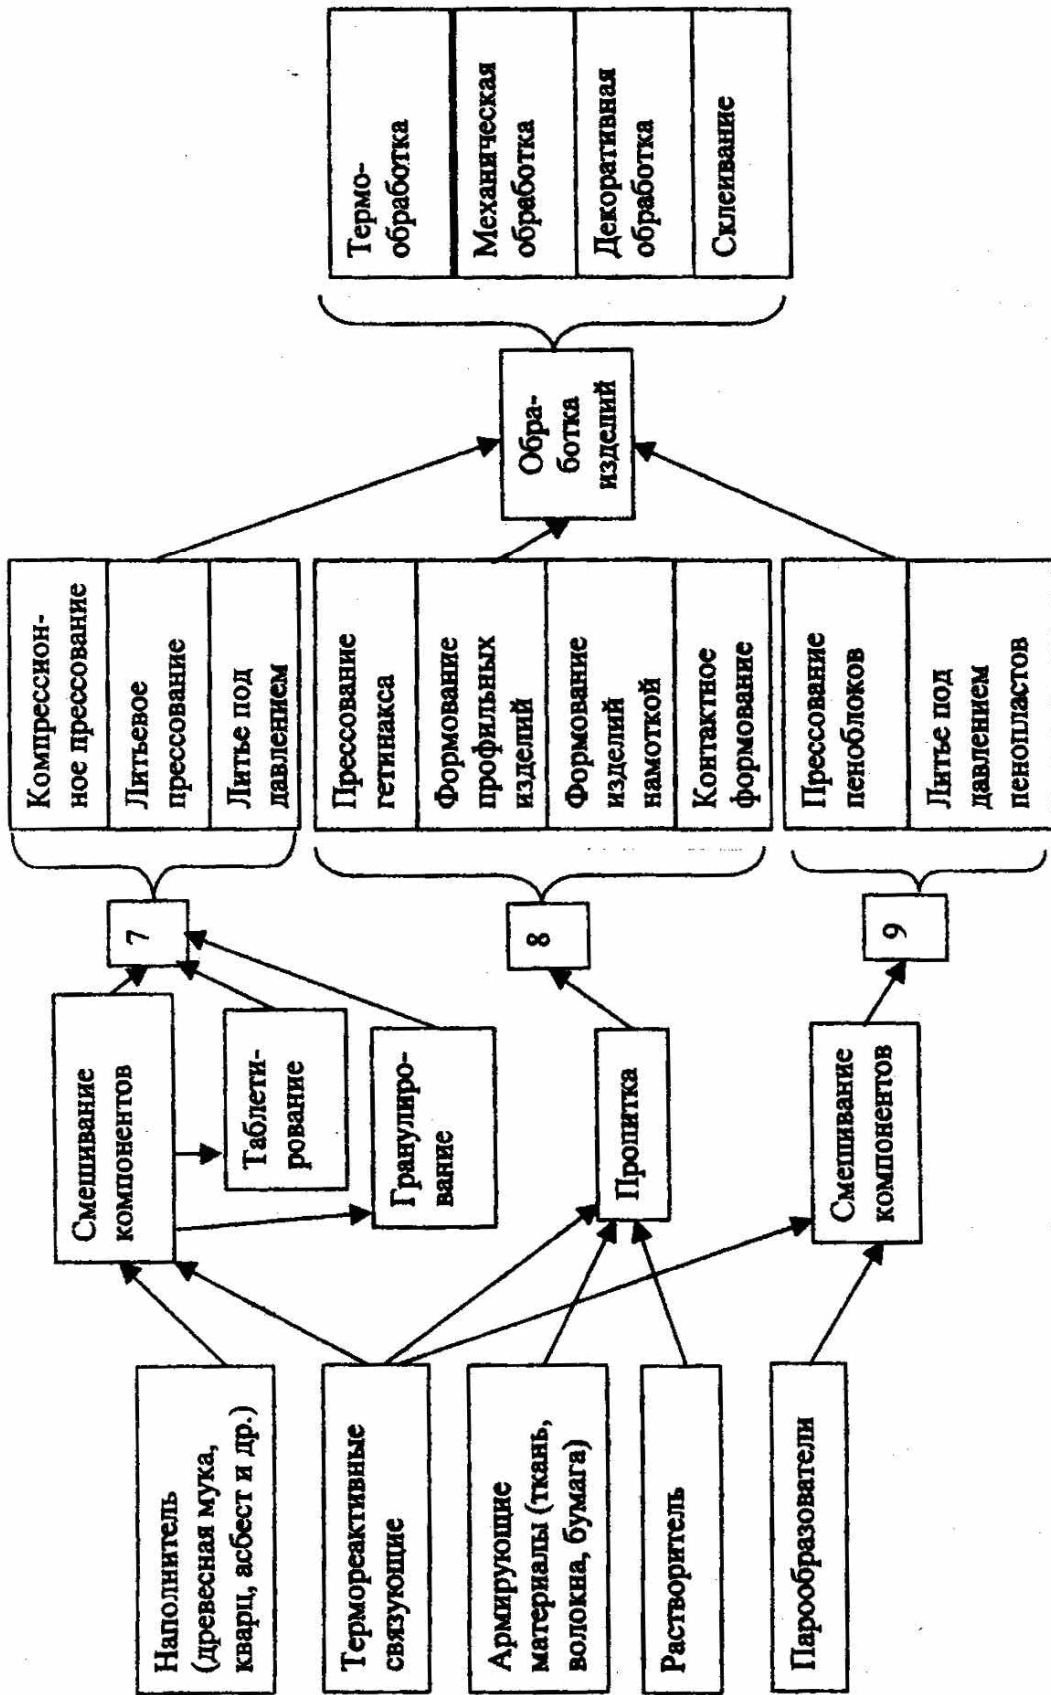 Наполнитель
(древесная мука,
кварц, асбест и др.)
Термореактивные
связующие
Армирующие
материалы (ткань,
волокна, бумага)
Растворитель
Парообразователи
Смешивание
компонентов
Таблети-
рование
Гранулиро-
вание
Пропитка
Смешивание
компонентов
7
8
9
Компрессион-
ное прессование
Литьевое
прессование
Литье под
давлением
Прессование
гетинакса
Формование
профильных
изделий
Формование
изделий
намоткой
Контактное
формование
Прессование
пеноблоков
Литье под
давлением
пенопластов
Обра-
ботка
изделий
Термо-
обработка
Механическая
обработка
Декоративная
обработка
Склеивание